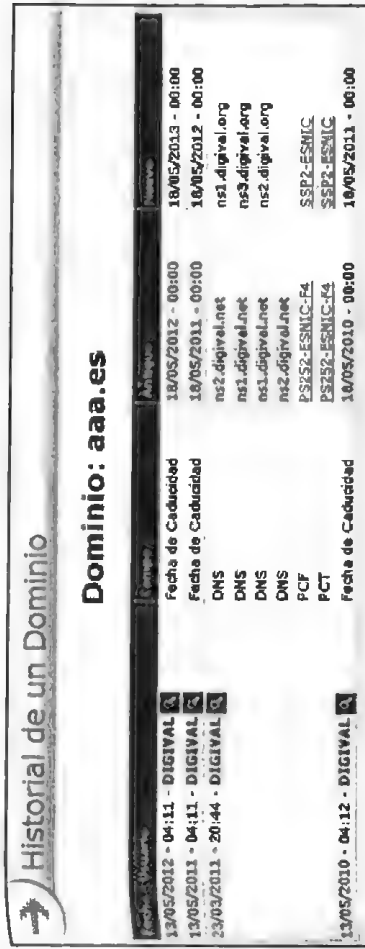 Historial de un Dominio
Dominio: aaa.es
Campo Antiguo Nuevo
13/05/2012 - 04:11 - DIGIVAL Fecha de Caducidad 18/05/2012 - 00:00 18/05/2013 - 00:00
13/05/2011 - 04:11 - DIGIVAL Fecha de Caducidad 18/05/2011 - 00:00 18/05/2012 - 00:00
23/03/2011 - 20:44 - DIGIVAL DNS ns2.digival.net ns1.digival.org
DNS ns1.digival.net ns3.digival.org
DNS ns1.digival.net ns2.digival.org
DNS ns2.digival.net
PCF PS252-ESNIC-F4 SSP2-ESNIC
PCT PS252-ESNIC-F4 SSP2-ESNIC
13/05/2010 - 04:12 - DIGIVAL Fecha de Caducidad 18/05/2010 - 00:00 18/05/2011 - 00:00